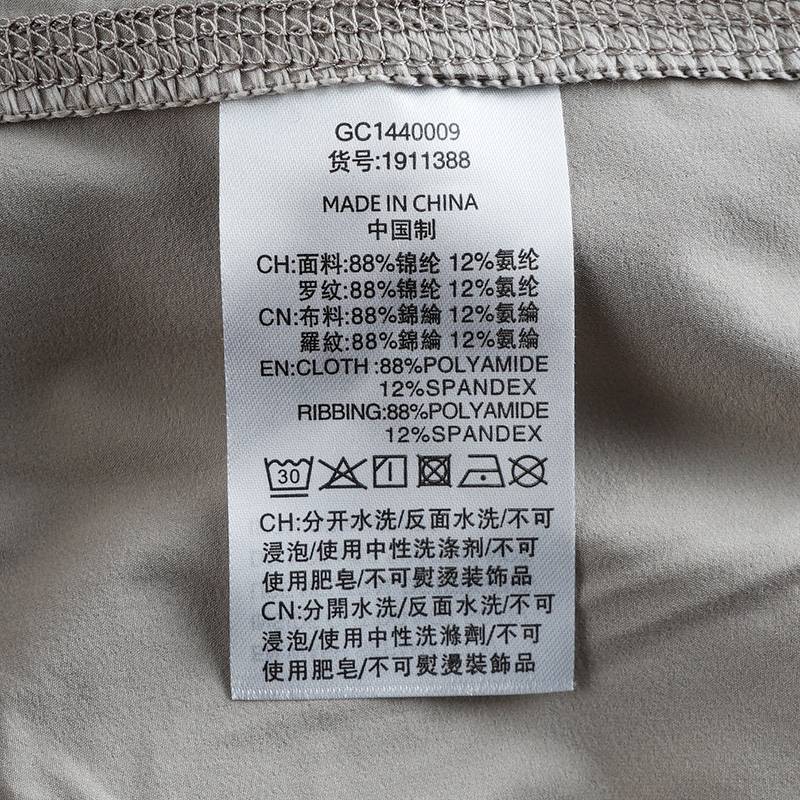 GC1440009
货号:1911388
MADE IN CHINA
中国制
CH:面料:88%锦纶 12%氨纶
罗纹:88%锦纶 12%氨纶
CN:布料:88%錦綸 12%氨綸
羅紋:88%錦綸 12%氨綸
EN:CLOTH :88%POLYAMIDE
12%SPANDEX
RIBBING:88%POLYAMIDE
12%SPANDEX
30
CH:分开水洗/反面水洗/不可
浸泡/使用中性洗涤剂/不可
使用肥皂/不可熨烫装饰品
CN:分開水洗/反面水洗/不可
浸泡/使用中性洗滌劑/不可
使用肥皂/不可熨燙裝飾品